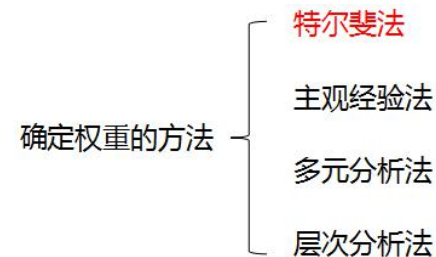 特尔斐法
主观经验法
确定权重的方法
多元分析法
层次分析法